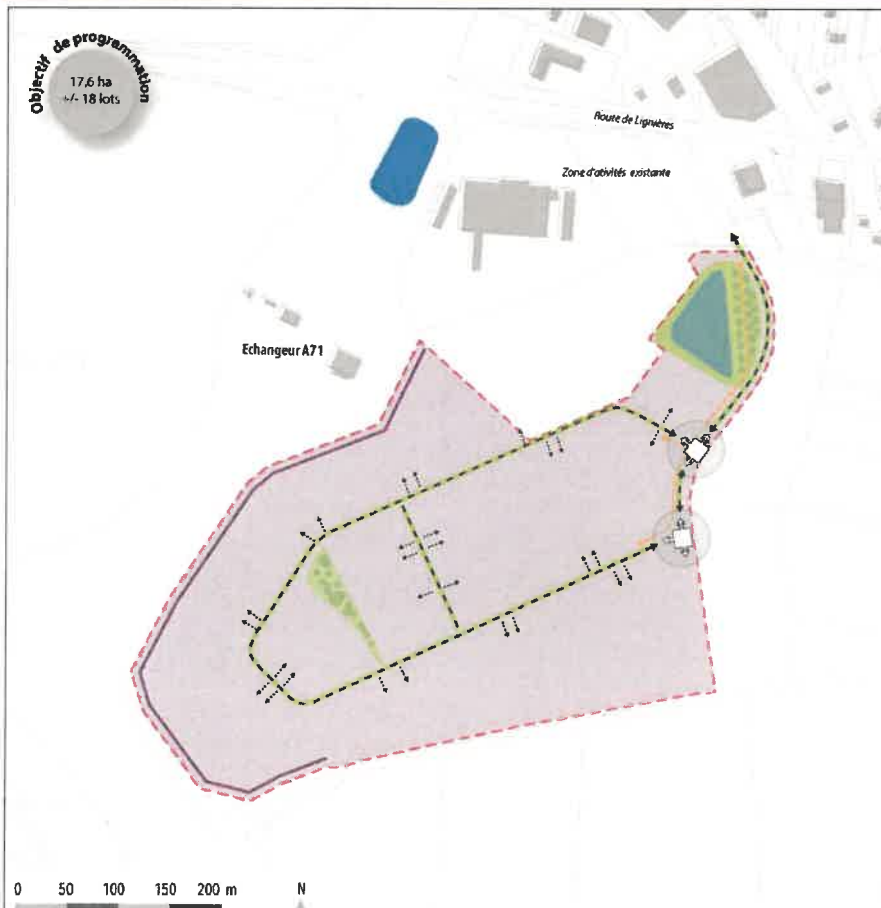 Objectif de programmation
17,6 ha
+/- 18 lots
Route de Lignières
Zone d'ativités existante
Echangeur A71
0 50 100 150 200 m
N